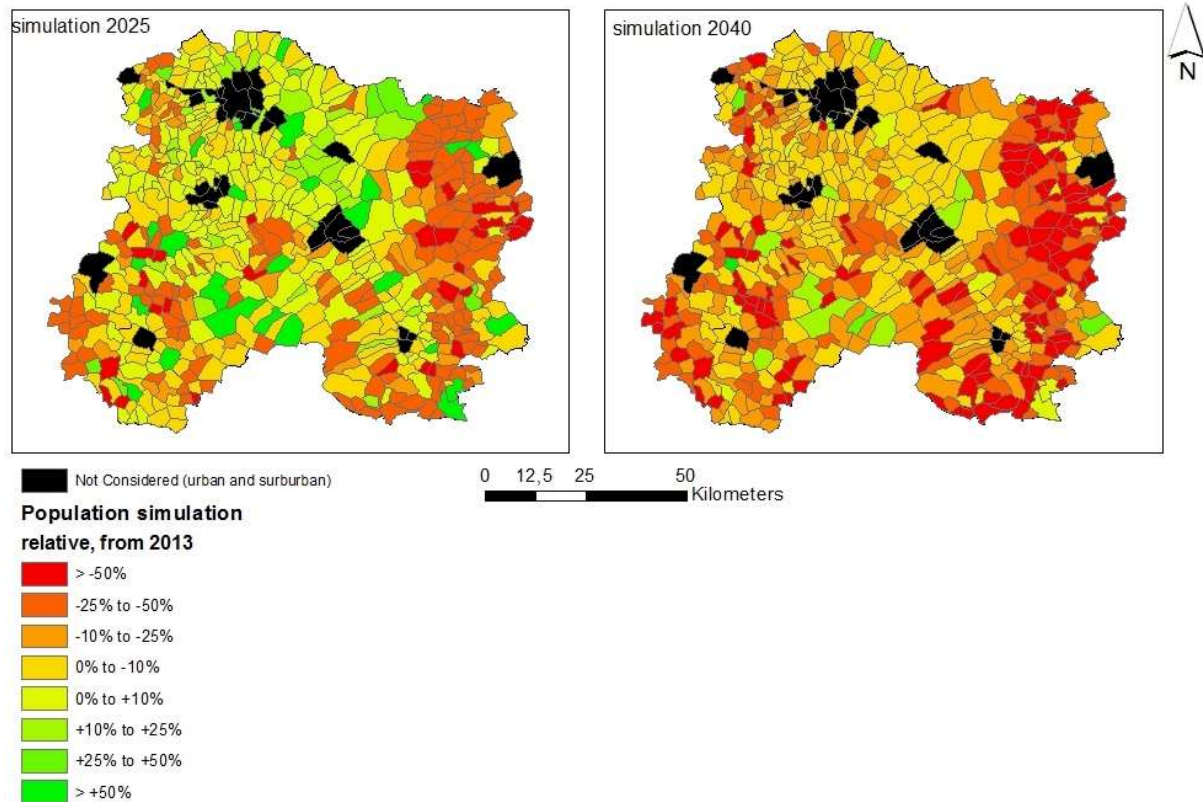 simulation 2025
simulation 2040
N
Not Considered (urban and surburban)
0 12,5 25 50
Kilometers
Population simulation
relative, from 2013
> -50%
-25% to -50%
-10% to -25%
0% to -10%
0% to +10%
+10% to +25%
+25% to +50%
> +50%